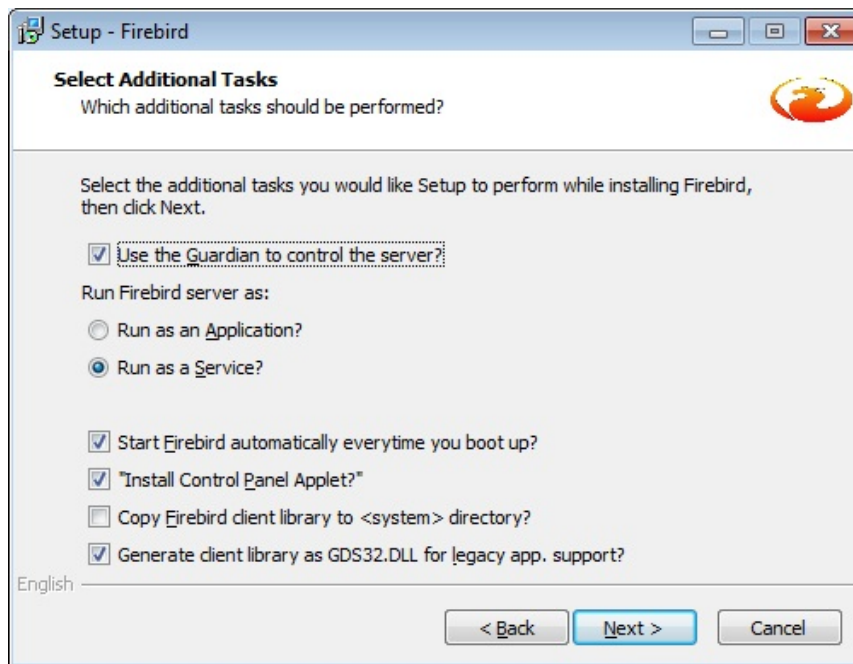 Setup - Firebird
Select Additional Tasks
Which additional tasks should be performed?
Select the additional tasks you would like Setup to perform while installing Firebird,
then click Next.
Use the Guardian to control the server?
Run Firebird server as:
Run as an Application?
Run as a Service?
Start Firebird automatically everytime you boot up?
"Install Control Panel Applet?"
Copy Firebird client library to <system> directory?
Generate client library as GDS32.DLL for legacy app. support?
English
< Back
Next >
Cancel